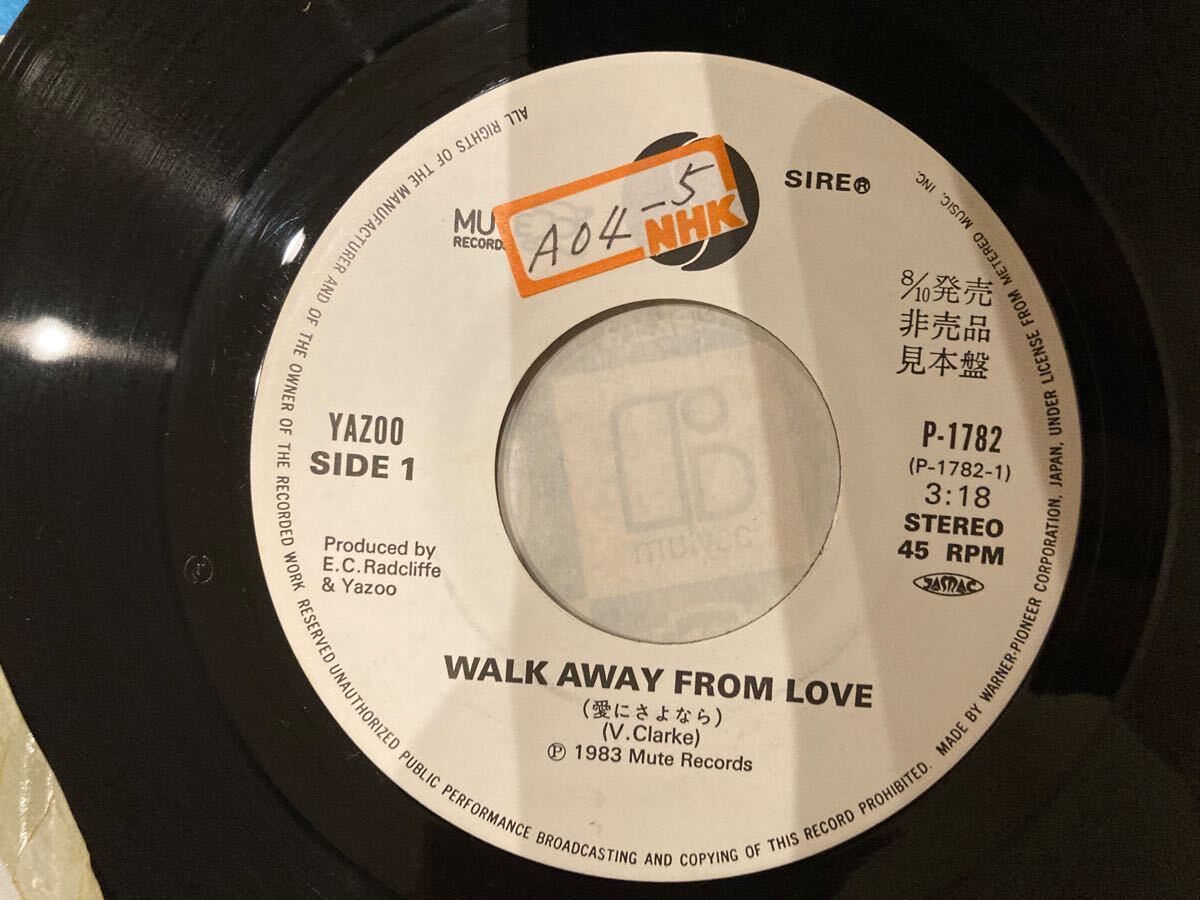 MU
RECORD
A04-5
NHK
SIRE®
8/10発売
非売品
見本盤
YAZOO
SIDE 1
P-1782
(P-1782-1)
3:18
STEREO
45 RPM
JASRAC
Produced by
E.C.Radcliffe
& Yazoo
WALK AWAY FROM LOVE
(愛にさよなら)
(V.Clarke)
℗ 1983 Mute Records
ALL RIGHTS OF THE MANUFACTURER AND OF THE OWNER OF THE RECORDED WORK RESERVED UNAUTHORIZED PUBLIC PERFORMANCE BROADCASTING AND COPYING OF THIS RECORD PROHIBITED. MADE BY WARNER-PIONEER CORPORATION, JAPAN, UNDER LICENSE FROM METERED MUSIC, INC.